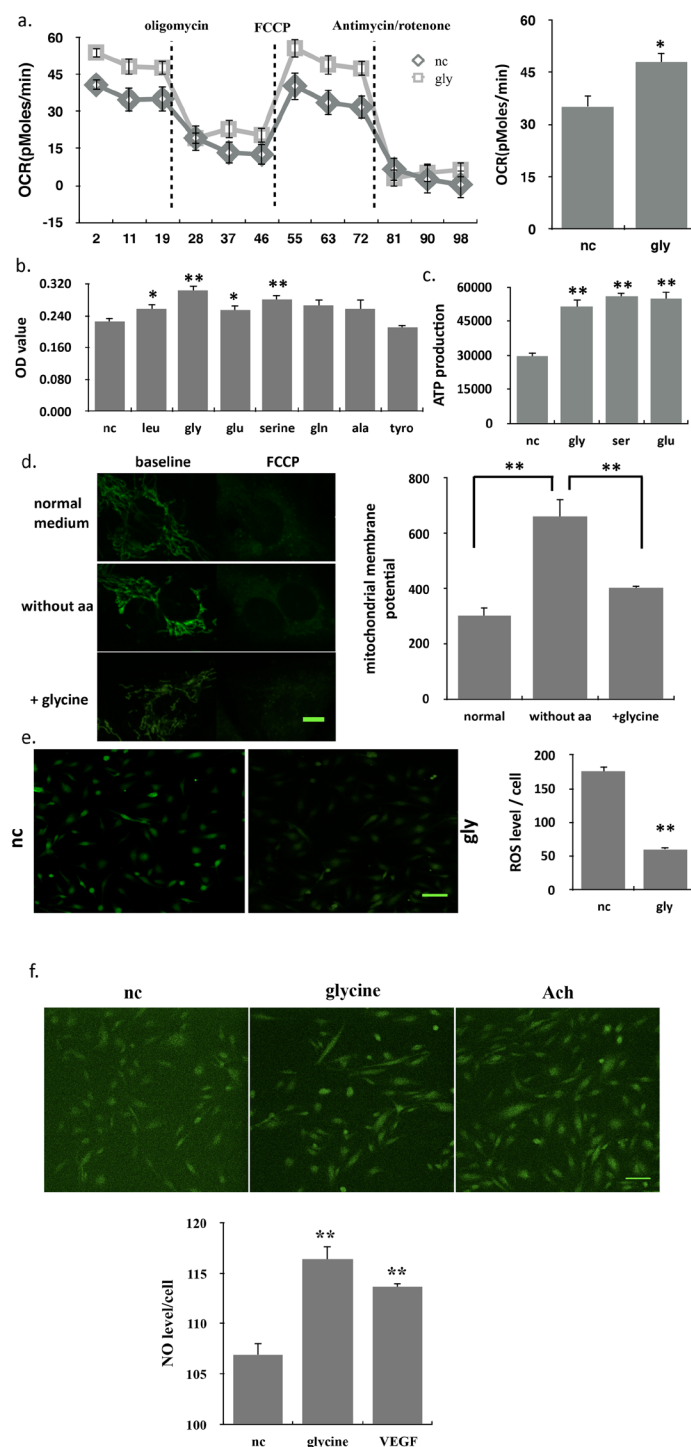 a.
oligomycin FCCP Antimycin/rotenone
OCR(pMoles/min)
60
45
30
15
0
-15
nc
gly
2 11 19 28 37 46 55 63 72 81 90 98
OCR(pMoles/min)
60
45
30
15
0
*
nc gly
b.
OD value
0.320
0.240
0.160
0.080
0.000
* ** * **
nc leu gly glu serine gln ala tyro
c.
ATP production
60000
45000
30000
15000
0
** ** **
nc gly ser glu
d.
baseline FCCP
normal
medium
without aa
+ glycine
mitochondrial membrane
potential
800
600
400
200
0
** **
normal without aa +glycine
e.
nc
gly
ROS level / cell
200
150
100
50
0
**
nc gly
f.
nc glycine Ach
NO level/cell
120
115
110
105
100
** **
nc glycine VEGF